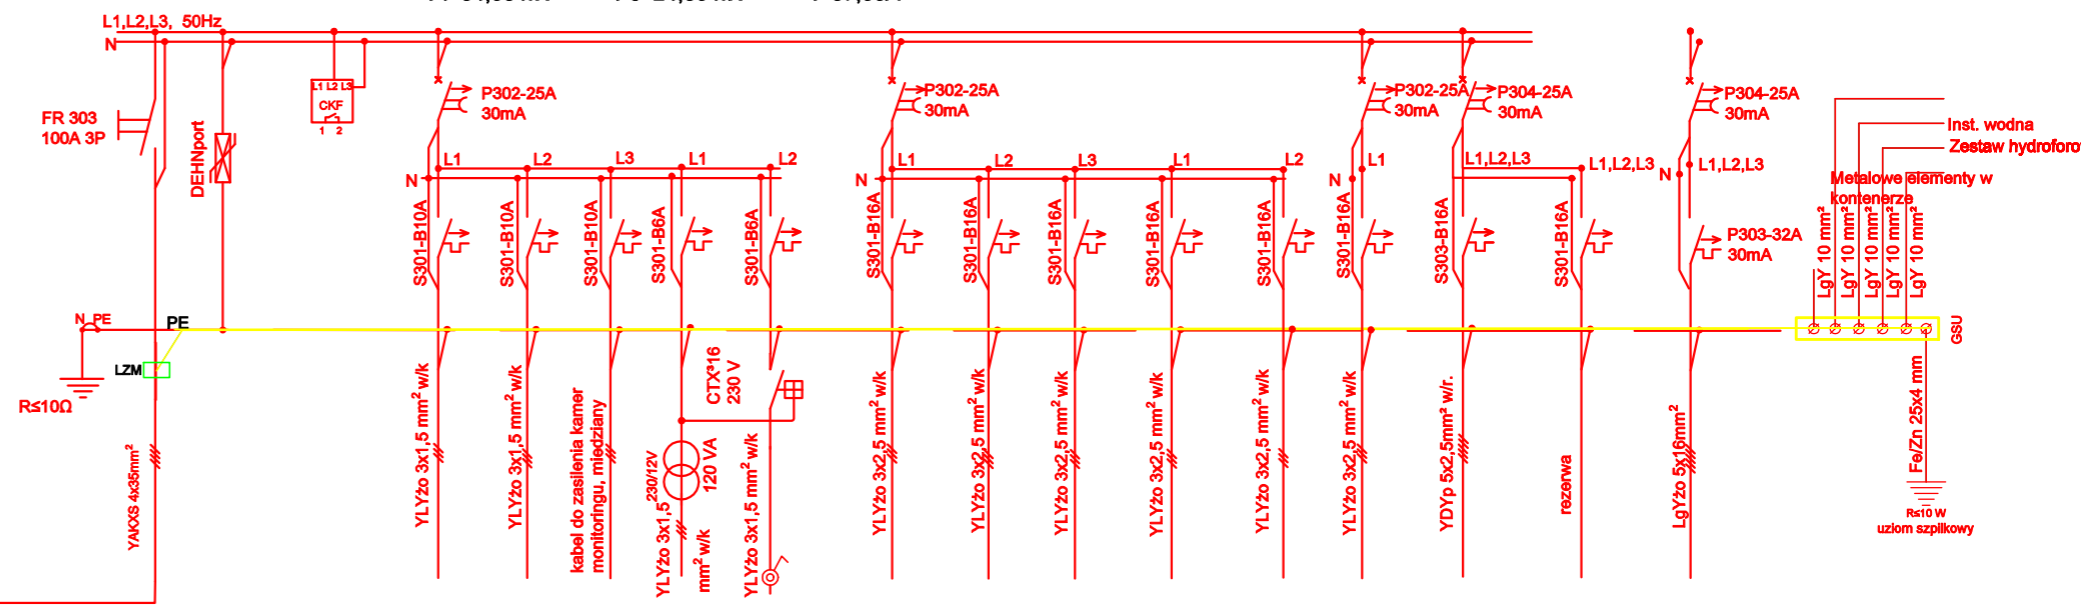 L1,L2,L3, 50Hz
N
FR 303
100A 3P
DEHNport
L1 L2 L3
CKF
1 2
P302-25A
30mA
P302-25A
30mA
P302-25A
30mA
P304-25A
30mA
P304-25A
30mA
Inst. wodna
Zestaw hydroforo
Metalowe elementy w
kontenerze
N
L1
L2
L3
L1
L2
N
L1
L2
L3
L1
L2
N
L1
L1,L2,L3
L1,L2,L3
N
L1,L2,L3
S301-B10A
S301-B10A
S301-B10A
S301-B6A
S301-B6A
S301-B16A
S301-B16A
S301-B16A
S301-B16A
S301-B16A
S301-B16A
S303-B16A
S301-B16A
P303-32A
30mA
LgY 10 mm²
LgY 10 mm²
LgY 10 mm²
LgY 10 mm²
LgY 10 mm²
N PE
PE
GSU
LZM
R≤10Ω
YAKXS 4x35mm²
YLYżo 3x1,5 mm² w/k
YLYżo 3x1,5 mm² w/k
kabel do zasilenia kamer
monitoringu, miedziany
CTX³16
230 V
230/12V
120 VA
YLYżo 3x1,5
mm² w/k
YLYżo 3x1,5 mm² w/k
YLYżo 3x2,5 mm² w/k
YLYżo 3x2,5 mm² w/k
YLYżo 3x2,5 mm² w/k
YLYżo 3x2,5 mm² w/k
YLYżo 3x2,5 mm² w/k
YLYżo 3x2,5 mm² w/k
YDYp 5x2,5mm² w/r.
rezerwa
LgYżo 5x16mm²
Fe/Zn 25x4 mm
R≤10 W
uziom szpilkowy